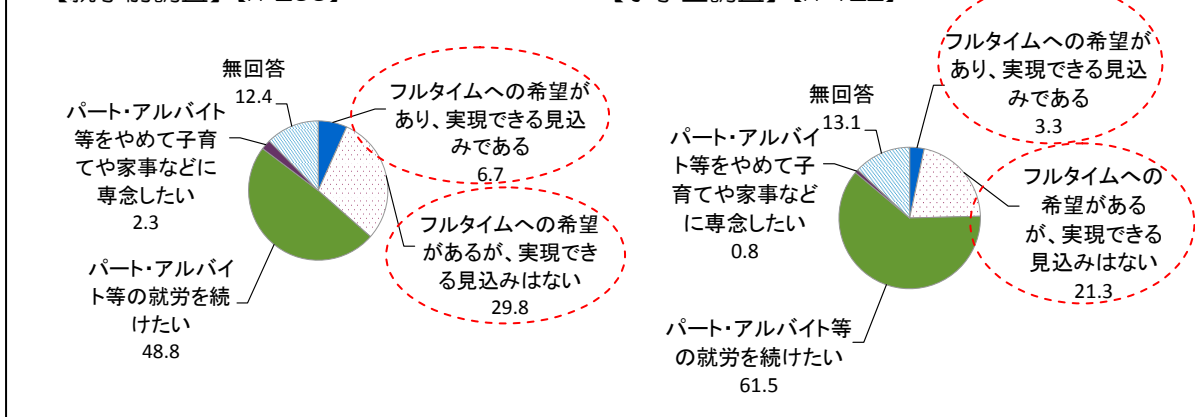 無回答
12.4
フルタイムへの希望が
あり、実現できる見込
みである
6.7
パート・アルバイト
等をやめて子育
てや家事などに
専念したい
2.3
フルタイムへの希望
があるが、実現でき
る見込みはない
29.8
パート・アルバイ
ト等の就労を続
けたい
48.8
フルタイムへの希望が
あり、実現できる見込
みである
3.3
無回答
13.1
パート・アルバイ
ト等をやめて子
育てや家事など
に専念したい
0.8
フルタイムへの
希望がある
が、実現できる
見込みはない
21.3
パート・アルバイト等
の就労を続けたい
61.5